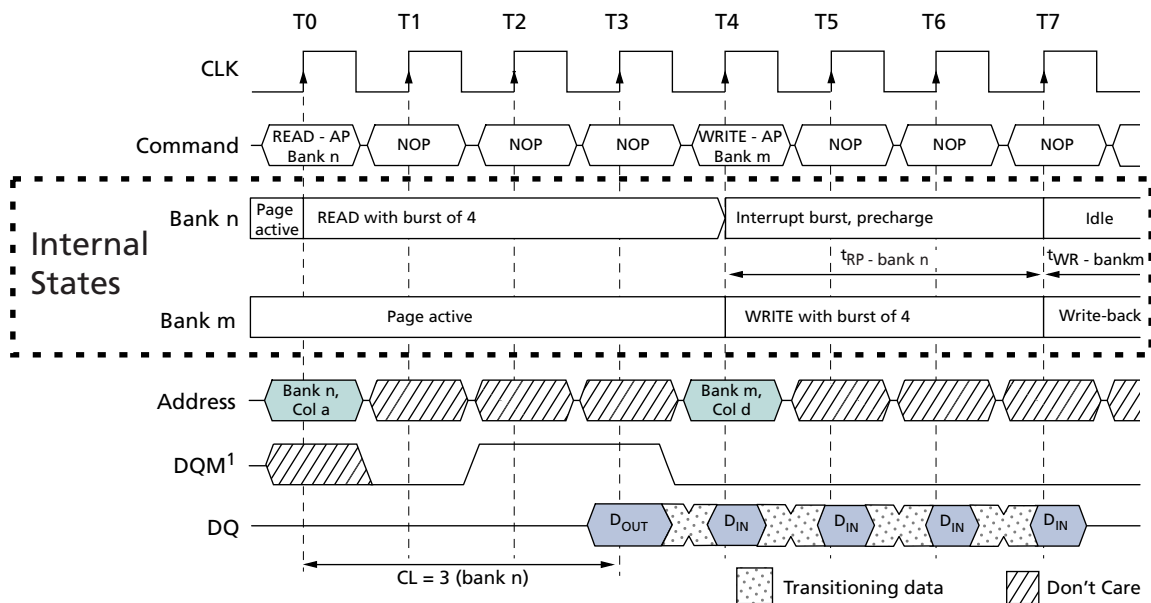 T0 T1 T2 T3 T4 T5 T6 T7
CLK
Command
READ - AP
Bank n
NOP
NOP
NOP
WRITE - AP
Bank m
NOP
NOP
NOP
Internal
States
Bank n
Page
active
READ with burst of 4
Interrupt burst, precharge
Idle
tRP - bank n
tWR - bankm
Bank m
Page active
WRITE with burst of 4
Write-back
Address
Bank n,
Col a
Bank m,
Col d
DQM1
DQ
DOUT
DIN
DIN
DIN
DIN
CL = 3 (bank n)
Transitioning data
Don't Care